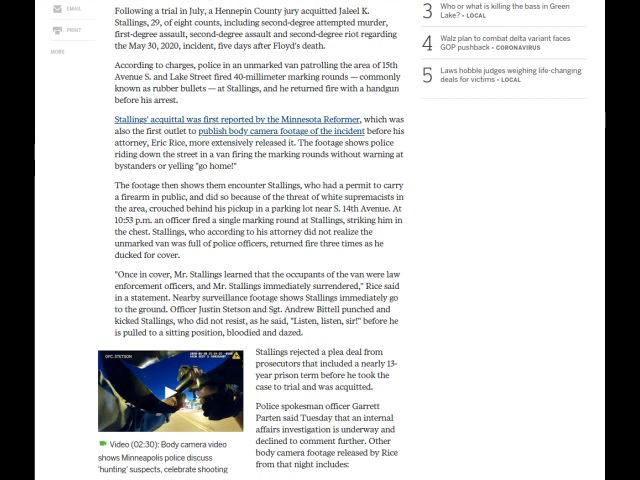 EMAIL
PRINT
MORE
Following a trial in July, a Hennepin County jury acquitted Jaleel K.
Stallings, 29, of eight counts, including second-degree attempted murder,
first-degree assault, second-degree assault and second-degree riot regarding
the May 30, 2020, incident, five days after Floyd's death.
According to charges, police in an unmarked van patrolling the area of 15th
Avenue S. and Lake Street fired 40-millimeter marking rounds — commonly
known as rubber bullets — at Stallings, and he returned fire with a handgun
before his arrest.
Stallings' acquittal was first reported by the Minnesota Reformer, which was
also the first outlet to publish body camera footage of the incident before his
attorney, Eric Rice, more extensively released it. The footage shows police
riding down the street in a van firing the marking rounds without warning at
bystanders or yelling "go home!"
The footage then shows them encounter Stallings, who had a permit to carry
a firearm in public, and did so because of the threat of white supremacists in
the area, crouched behind his pickup in a parking lot near S. 14th Avenue. At
10:53 p.m. an officer fired a single marking round at Stallings, striking him in
the chest. Stallings, who according to his attorney did not realize the
unmarked van was full of police officers, returned fire three times as he
ducked for cover.
"Once in cover, Mr. Stallings learned that the occupants of the van were law
enforcement officers, and Mr. Stallings immediately surrendered," Rice said
in a statement. Nearby surveillance footage shows Stallings immediately go
to the ground. Officer Justin Stetson and Sgt. Andrew Bittell punched and
kicked Stallings, who did not resist, as he said, "Listen, listen, sir!" before he
is pulled to a sitting position, bloodied and dazed.
OFC. STETSON
Video (02:30): Body camera video
shows Minneapolis police discuss
'hunting' suspects, celebrate shooting
Stallings rejected a plea deal from
prosecutors that included a nearly 13-
year prison term before he took the
case to trial and was acquitted.
Police spokesman officer Garrett
Parten said Tuesday that an internal
affairs investigation is underway and
declined to comment further. Other
body camera footage released by Rice
from that night includes:
3 Who or what is killing the bass in Green
Lake? • LOCAL
4 Walz plan to combat delta variant faces
GOP pushback • CORONAVIRUS
5 Laws hobble judges weighing life-changing
deals for victims • LOCAL